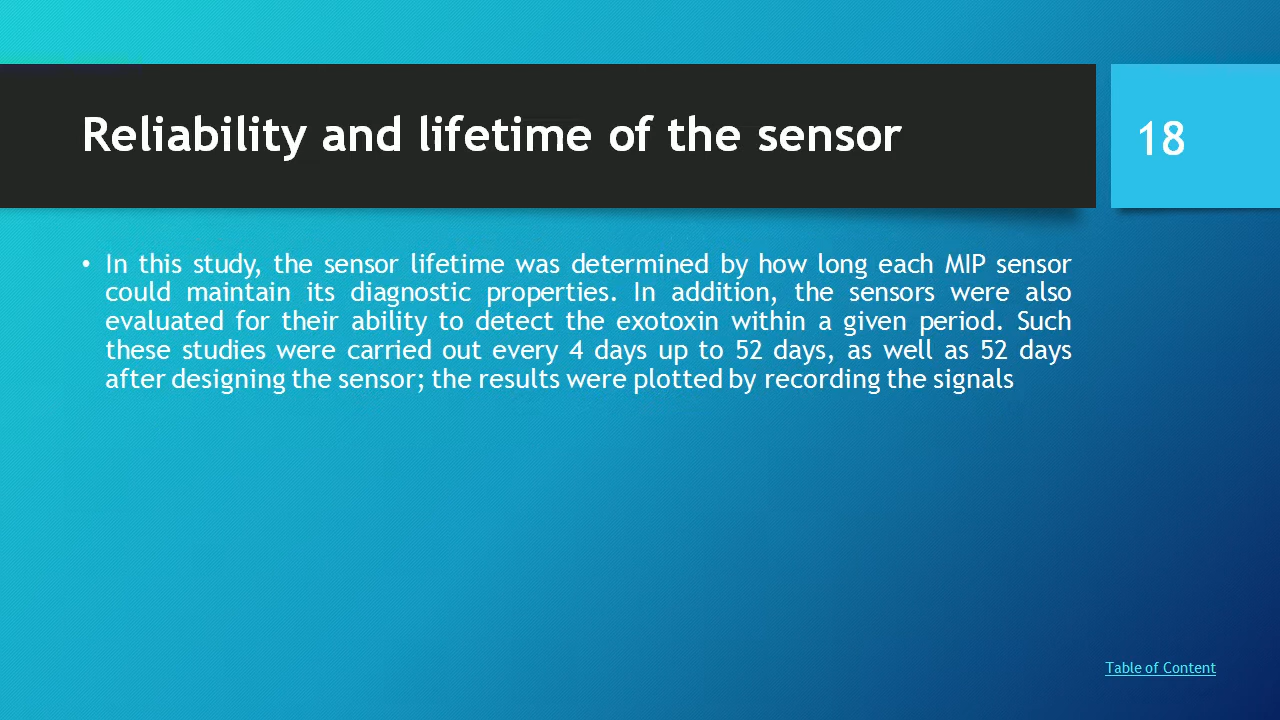 Reliability and lifetime of the sensor
18
• In this study, the sensor lifetime was determined by how long each MIP sensor
could maintain its diagnostic properties. In addition, the sensors were also
evaluated for their ability to detect the exotoxin within a given period. Such
these studies were carried out every 4 days up to 52 days, as well as 52 days
after designing the sensor; the results were plotted by recording the signals
Table of Content